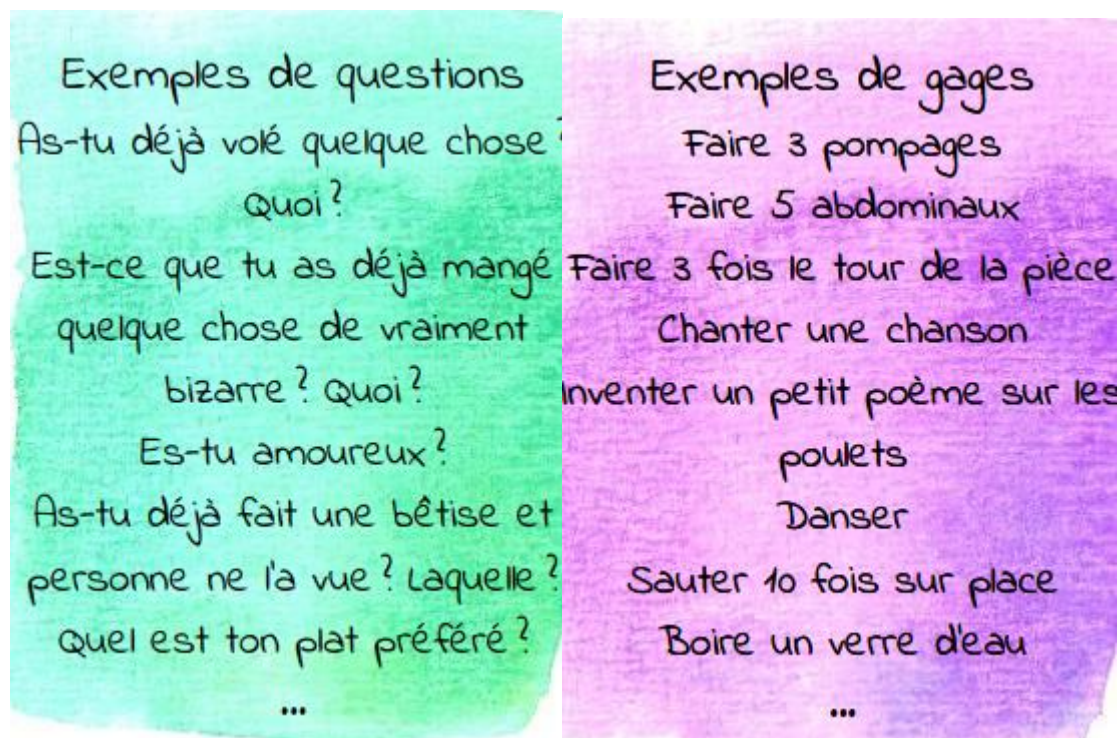 Exemples de questions
As-tu déjà volé quelque chose ?
Quoi ?
Est-ce que tu as déjà mangé
quelque chose de vraiment
bizarre ? Quoi ?
Es-tu amoureux ?
As-tu déjà fait une bêtise et
personne ne l'a vue ? Laquelle ?
Quel est ton plat préféré ?
...
Exemples de gages
Faire 3 pompages
Faire 5 abdominaux
Faire 3 fois le tour de la pièce
Chanter une chanson
Inventer un petit poème sur les
poulets
Danser
Sauter 10 fois sur place
Boire un verre d'eau
...